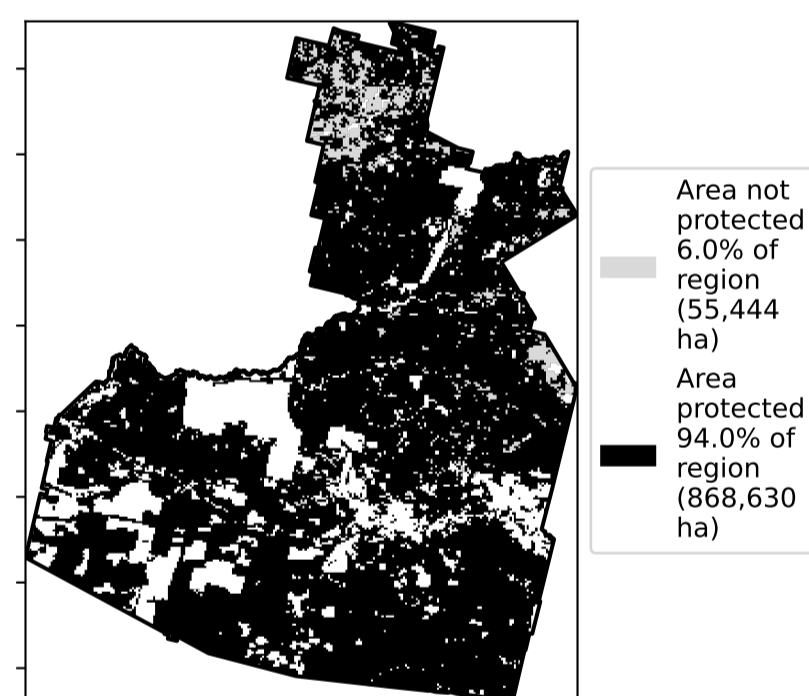 Area not
protected
6.0% of
region
(55,444
ha)
Area
protected
94.0% of
region
(868,630
ha)